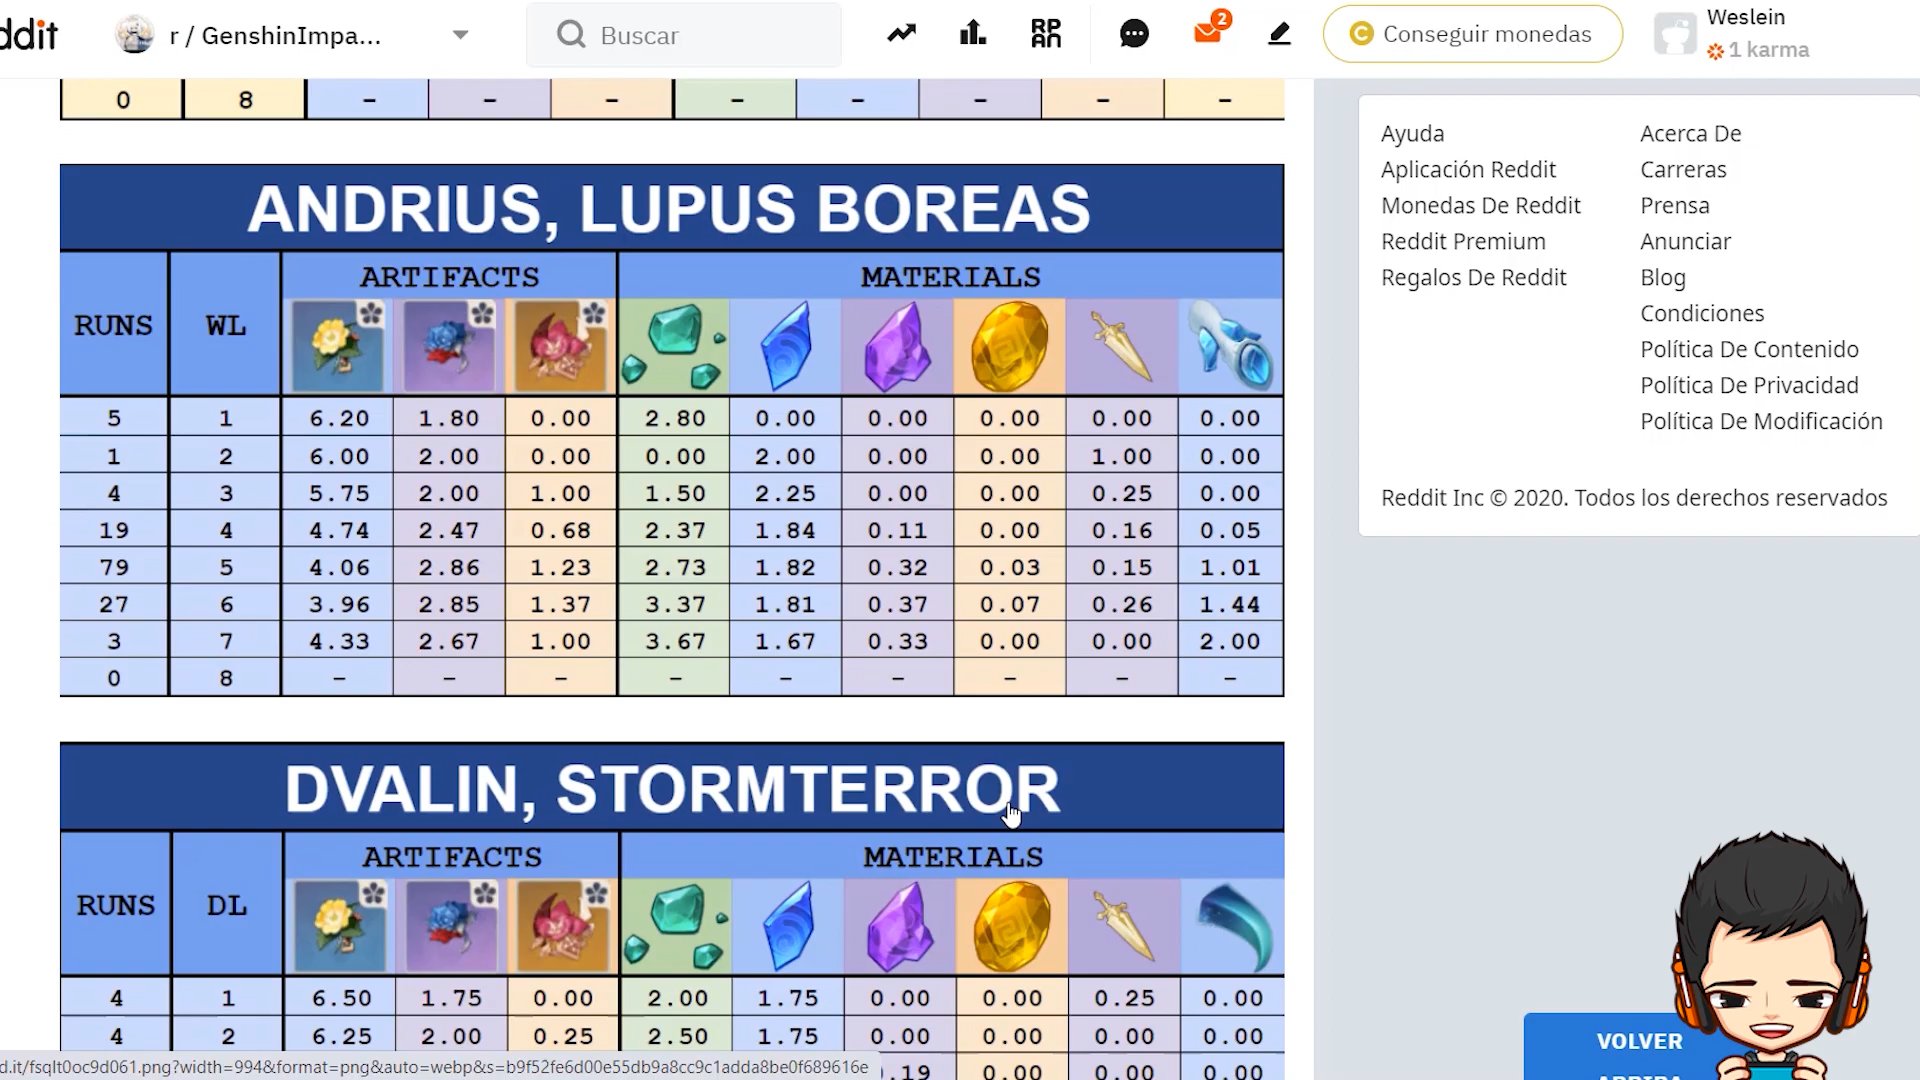 ddit r / GenshinImpa... Buscar RPAN 2 Conseguir monedas Weslein
1 karma
0 8 – – – – – – – –
ANDRIUS, LUPUS BOREAS
RUNS WL ARTIFACTS MATERIALS
5 1 6.20 1.80 0.00 2.80 0.00 0.00 0.00 0.00 0.00
1 2 6.00 2.00 0.00 0.00 2.00 0.00 0.00 1.00 0.00
4 3 5.75 2.00 1.00 1.50 2.25 0.00 0.00 0.25 0.00
19 4 4.74 2.47 0.68 2.37 1.84 0.11 0.00 0.16 0.05
79 5 4.06 2.86 1.23 2.73 1.82 0.32 0.03 0.15 1.01
27 6 3.96 2.85 1.37 3.37 1.81 0.37 0.07 0.26 1.44
3 7 4.33 2.67 1.00 3.67 1.67 0.33 0.00 0.00 2.00
0 8 – – – – – – – – –
DVALIN, STORMTERROR
RUNS DL ARTIFACTS MATERIALS
4 1 6.50 1.75 0.00 2.00 1.75 0.00 0.00 0.25 0.00
4 2 6.25 2.00 0.25 2.50 1.75 0.00 0.00 0.00 0.00
.19 0.00 0.00 0.00
d.it/fsqlt0oc9d061.png?width=994&format=png&auto=webp&s=b9f52fe6d00e55db9a8cc9c1adda8be0f689616e
Ayuda
Aplicación Reddit
Monedas De Reddit
Reddit Premium
Regalos De Reddit
Acerca De
Carreras
Prensa
Anunciar
Blog
Condiciones
Política De Contenido
Política De Privacidad
Política De Modificación
Reddit Inc © 2020. Todos los derechos reservados
VOLVER
ARRIBA